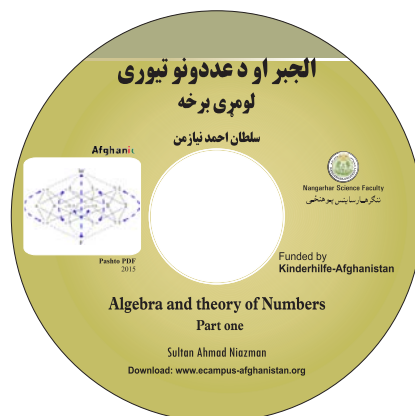 الجبر او د عددونو تیوری
لومړی برخه
سلطان احمد نیازمن
Afghanic
Nangarhar Science Faculty
ننګرهار ساینس پوهنځی
Pashto PDF
2015
Funded by
Kinderhilfe-Afghanistan
Algebra and theory of Numbers
Part one
Sultan Ahmad Niazman
Download: www.ecampus-afghanistan.org